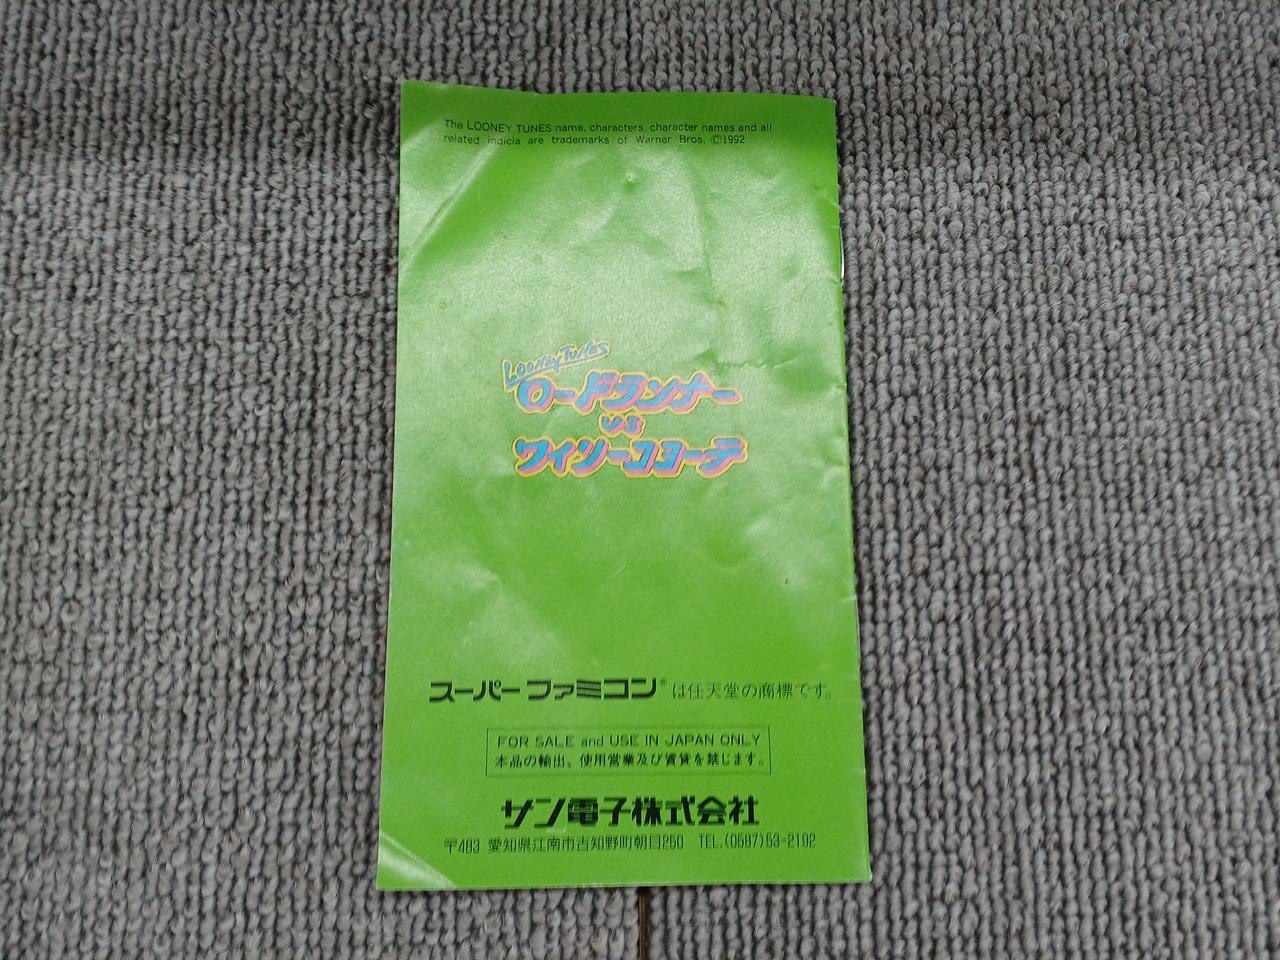 The LOONEY TUNES name, characters, character names and all
related indicia are trademarks of Warner Bros. ©1992
LOONEY TUNES
ロードランナー
VS
ワイリーコヨーテ
スーパーファミコン® は任天堂の商標です。
FOR SALE and USE IN JAPAN ONLY
本品の輸出、使用営業及び賃貸を禁じます。
サン電子株式会社
〒483 愛知県江南市古知野町朝日250 TEL.(0587)53-2192